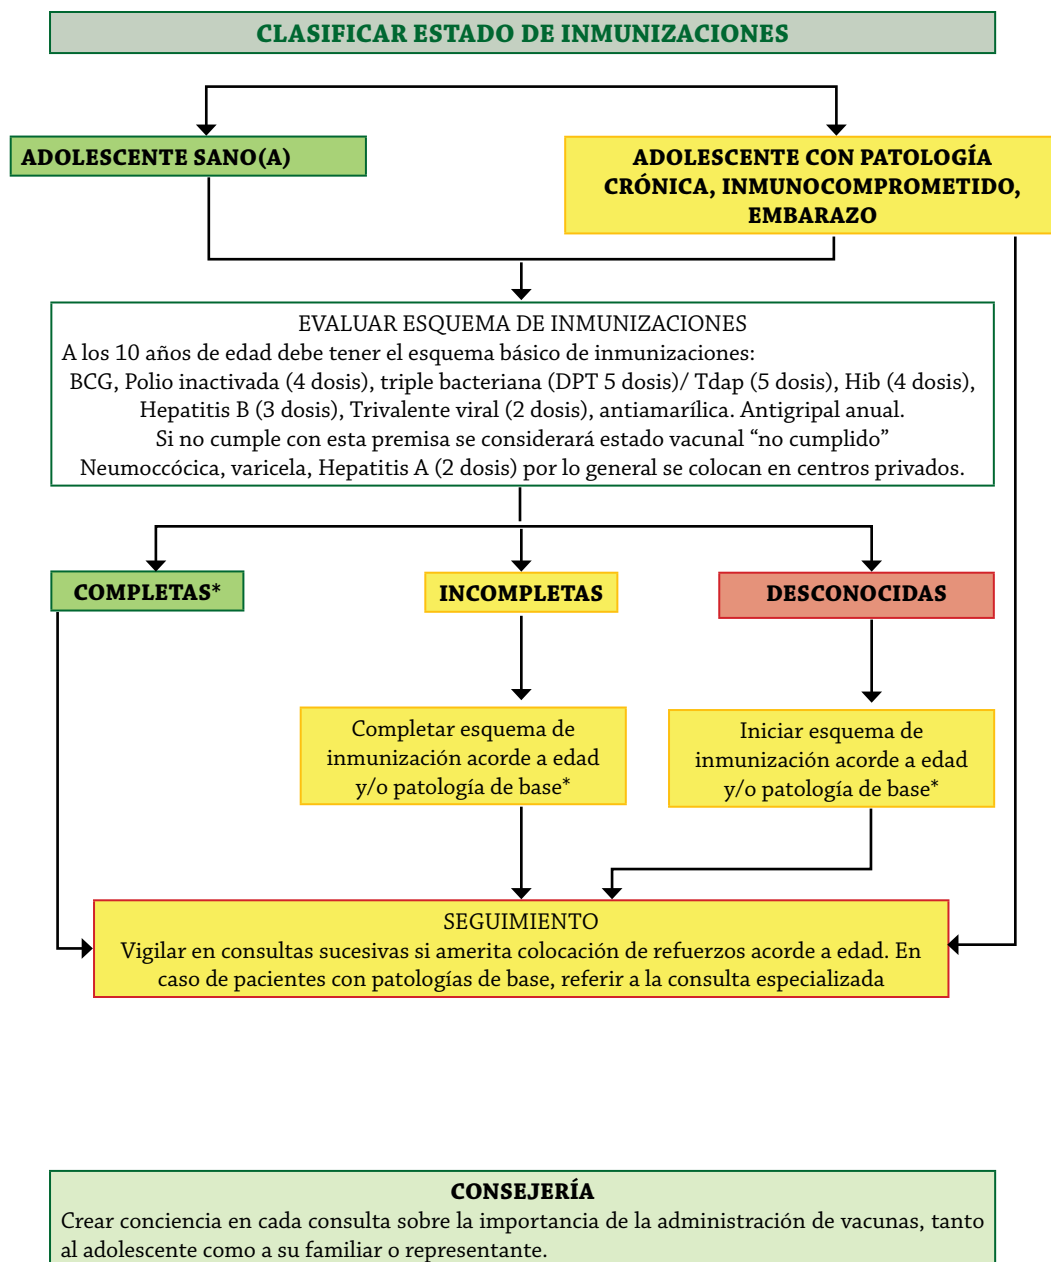 CLASIFICAR ESTADO DE INMUNIZACIONES
ADOLESCENTE SANO(A)
ADOLESCENTE CON PATOLOGÍA
CRÓNICA, INMUNOCOMPROMETIDO,
EMBARAZO
EVALUAR ESQUEMA DE INMUNIZACIONES
A los 10 años de edad debe tener el esquema básico de inmunizaciones:
BCG, Polio inactivada (4 dosis), triple bacteriana (DPT 5 dosis)/ Tdap (5 dosis), Hib (4 dosis),
Hepatitis B (3 dosis), Trivalente viral (2 dosis), antiamarílica. Antigripal anual.
Si no cumple con esta premisa se considerará estado vacunal “no cumplido”
Neumoccócica, varicela, Hepatitis A (2 dosis) por lo general se colocan en centros privados.
COMPLETAS*
INCOMPLETAS
DESCONOCIDAS
Completar esquema de
inmunización acorde a edad
y/o patología de base*
Iniciar esquema de
inmunización acorde a edad
y/o patología de base*
SEGUIMIENTO
Vigilar en consultas sucesivas si amerita colocación de refuerzos acorde a edad. En
caso de pacientes con patologías de base, referir a la consulta especializada
CONSEJERÍA
Crear conciencia en cada consulta sobre la importancia de la administración de vacunas, tanto
al adolescente como a su familiar o representante.